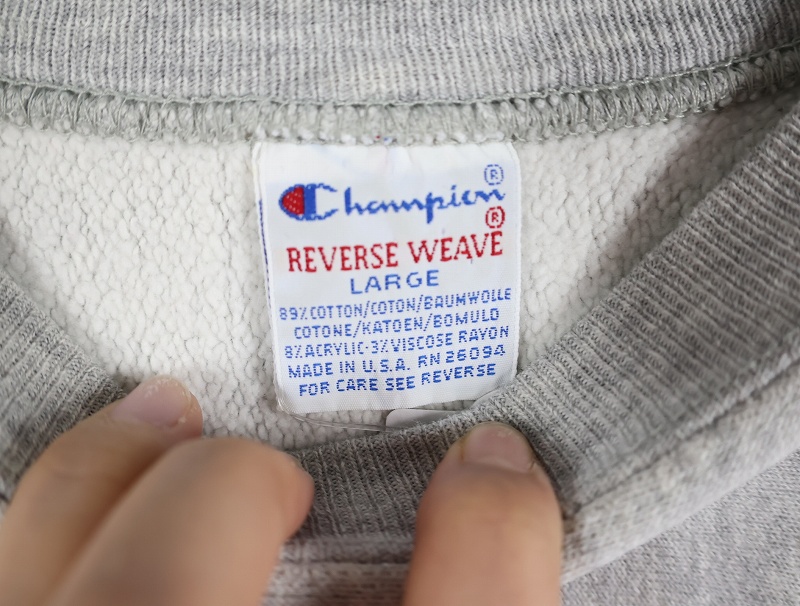 Champion®
REVERSE WEAVE®
LARGE
89% COTTON/COTON/BAUMWOLLE
COTONE/KATOEN/BOMULD
8% ACRYLIC-3% VISCOSE RAYON
MADE IN U.S.A. RN 26094
FOR CARE SEE REVERSE